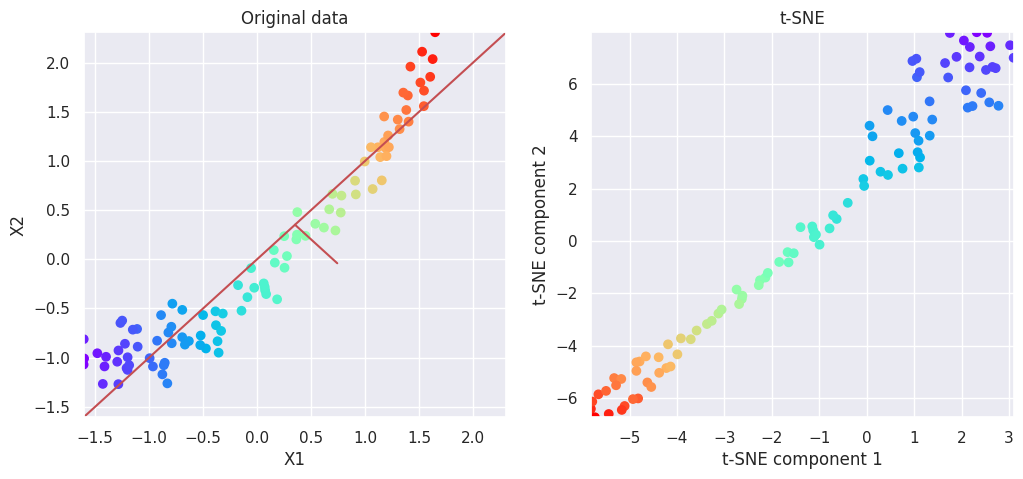 Original data
2.0
1.5
1.0
0.5
0.0
−0.5
−1.0
−1.5
X2
−1.5 −1.0 −0.5 0.0 0.5 1.0 1.5 2.0
X1
t-SNE
6
4
2
0
−2
−4
−6
t-SNE component 2
−5 −4 −3 −2 −1 0 1 2 3
t-SNE component 1